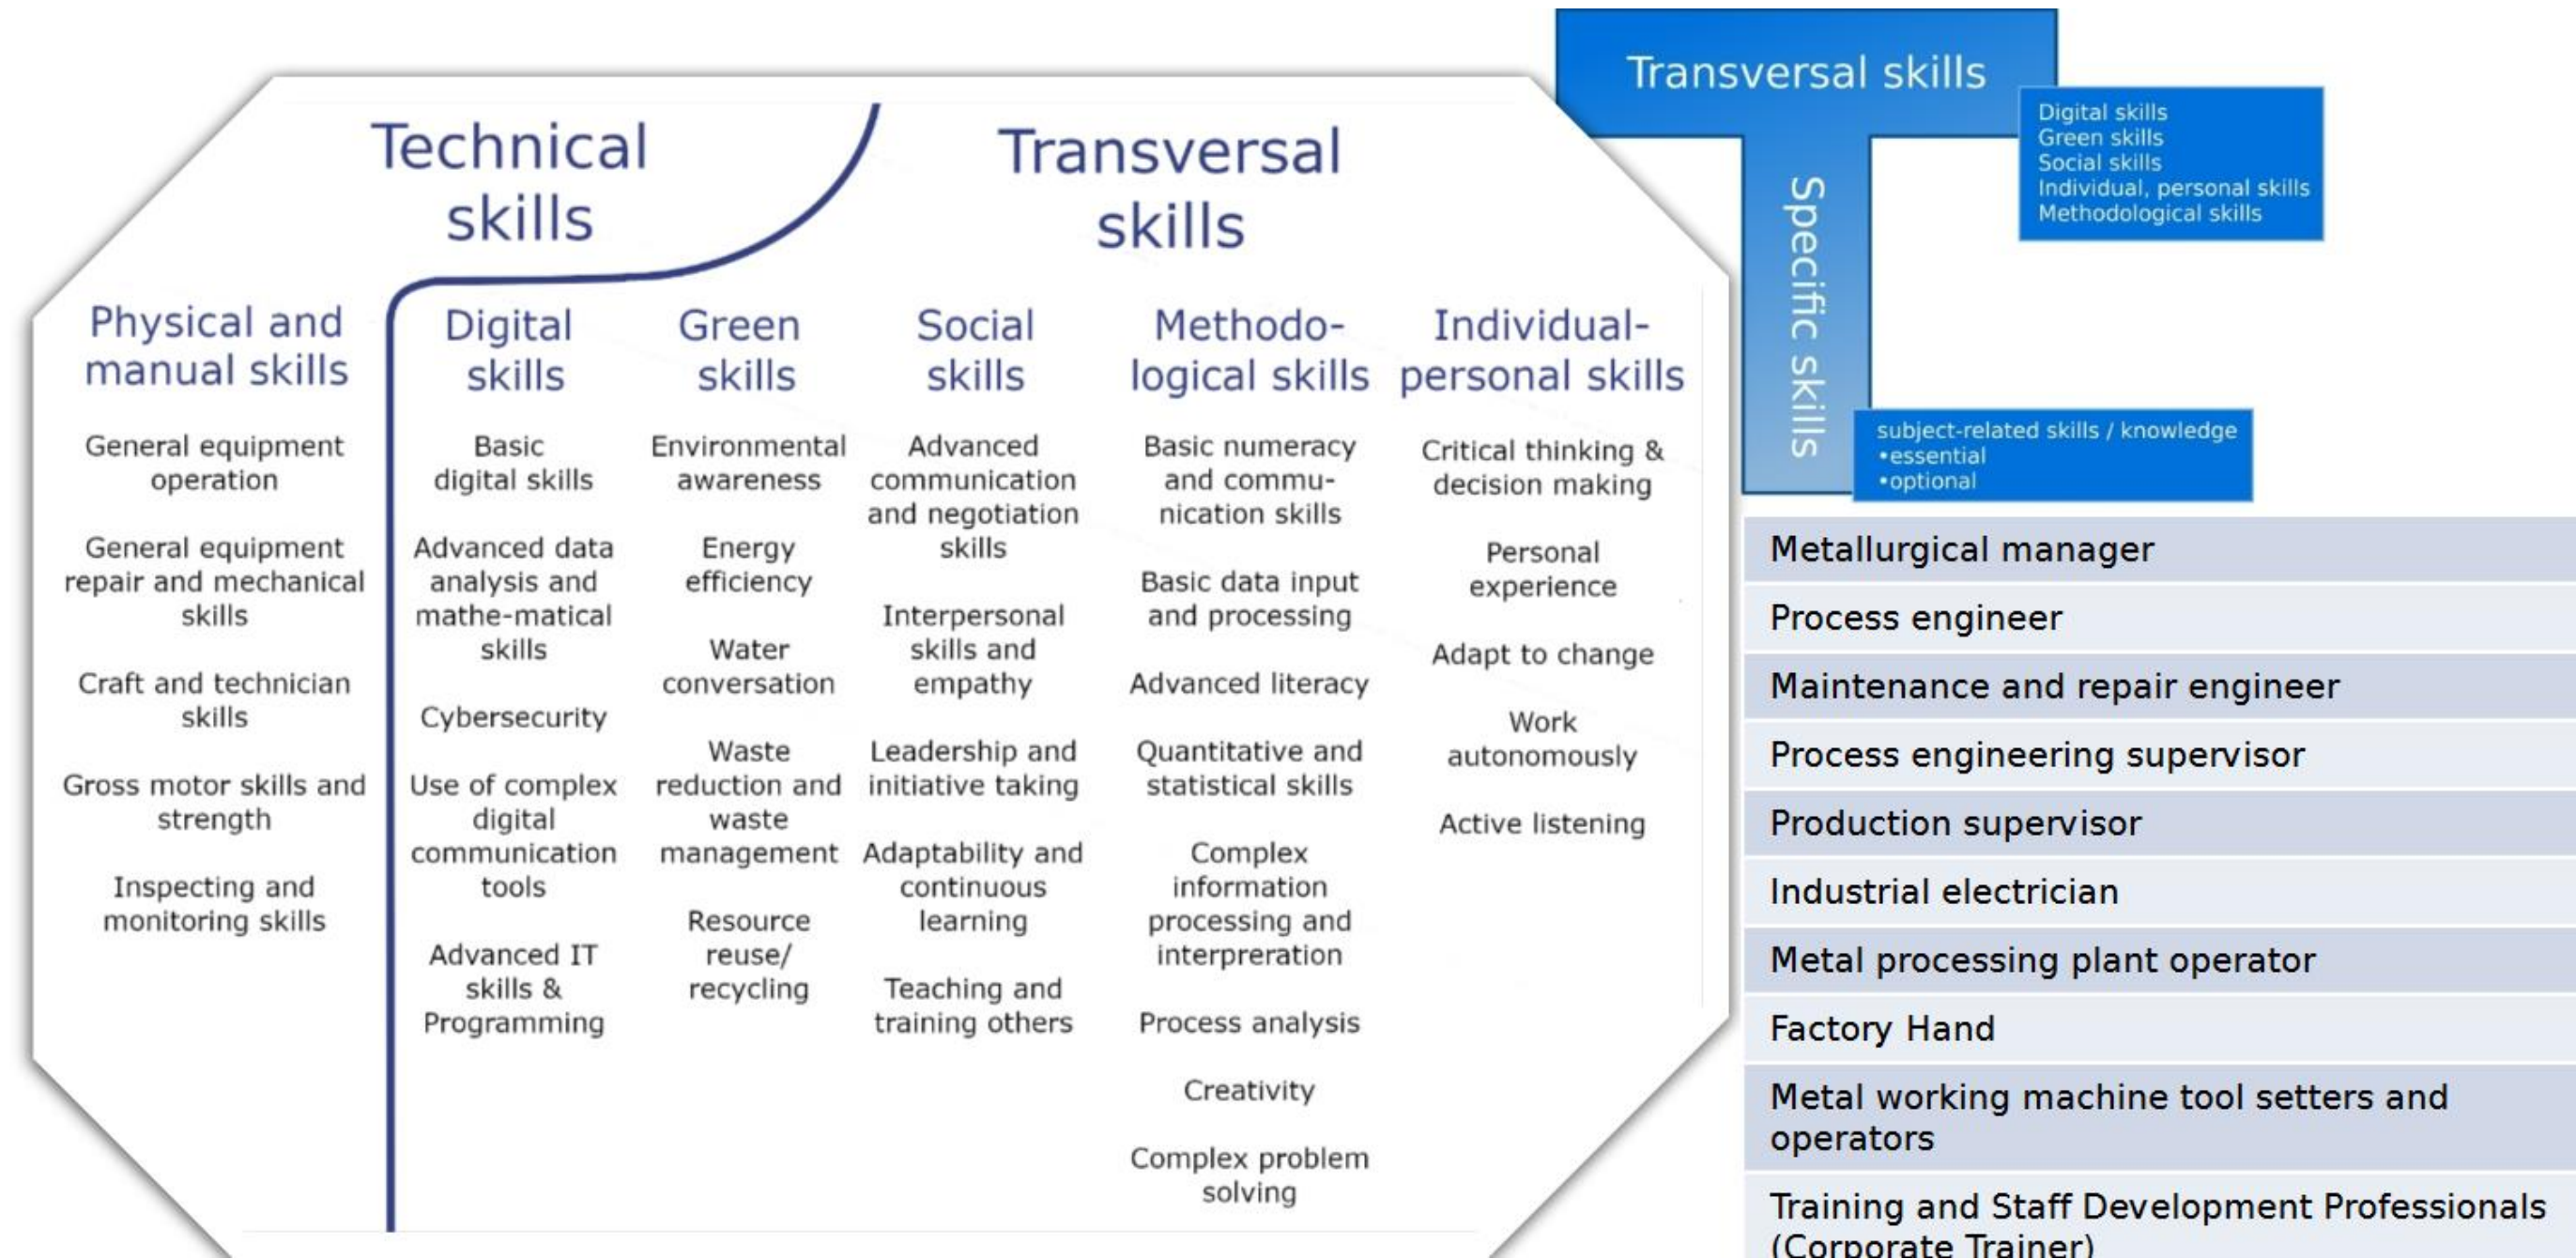 Technical
skills
Transversal
skills
Physical and
manual skills
General equipment
operation
General equipment
repair and mechanical
skills
Craft and technician
skills
Gross motor skills and
strength
Inspecting and
monitoring skills
Digital
skills
Basic
digital skills
Advanced data
analysis and
mathe-matical
skills
Cybersecurity
Use of complex
digital
communication
tools
Advanced IT
skills &
Programming
Green
skills
Environmental
awareness
Energy
efficiency
Water
conversation
Waste
reduction and
waste
management
Resource
reuse/
recycling
Social
skills
Advanced
communication
and negotiation
skills
Interpersonal
skills and
empathy
Leadership and
initiative taking
Adaptability and
continuous
learning
Teaching and
training others
Methodo-
logical skills
Basic numeracy
and commu-
nication skills
Basic data input
and processing
Advanced literacy
Quantitative and
statistical skills
Complex
information
processing and
interpreration
Process analysis
Creativity
Complex problem
solving
Individual-
personal skills
Critical thinking &
decision making
Personal
experience
Adapt to change
Work
autonomously
Active listening
Transversal skills
Digital skills
Green skills
Social skills
Individual, personal skills
Methodological skills
Specific skills
subject-related skills / knowledge
•essential
•optional
Metallurgical manager
Process engineer
Maintenance and repair engineer
Process engineering supervisor
Production supervisor
Industrial electrician
Metal processing plant operator
Factory Hand
Metal working machine tool setters and
operators
Training and Staff Development Professionals
(Corporate Trainer)